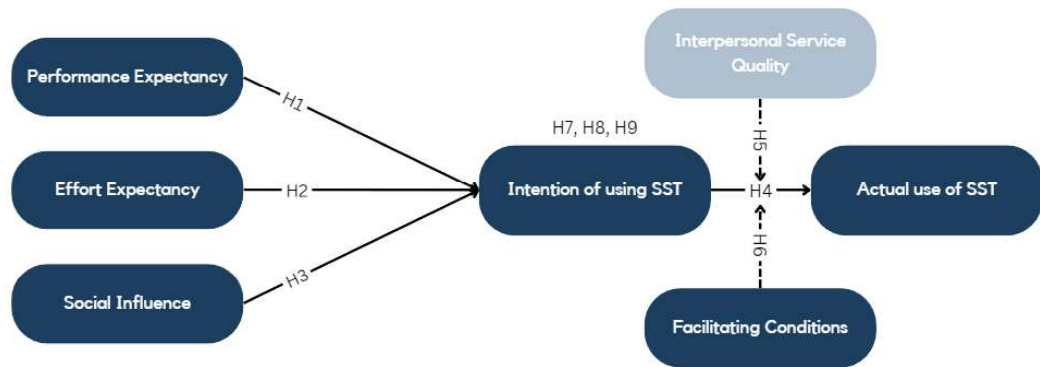 Interpersonal Service
Quality
Performance Expectancy
H1
H7, H8, H9
H5
Effort Expectancy
H2
Intention of using SST
H4
Actual use of SST
H3
H6
Social Influence
Facilitating Conditions